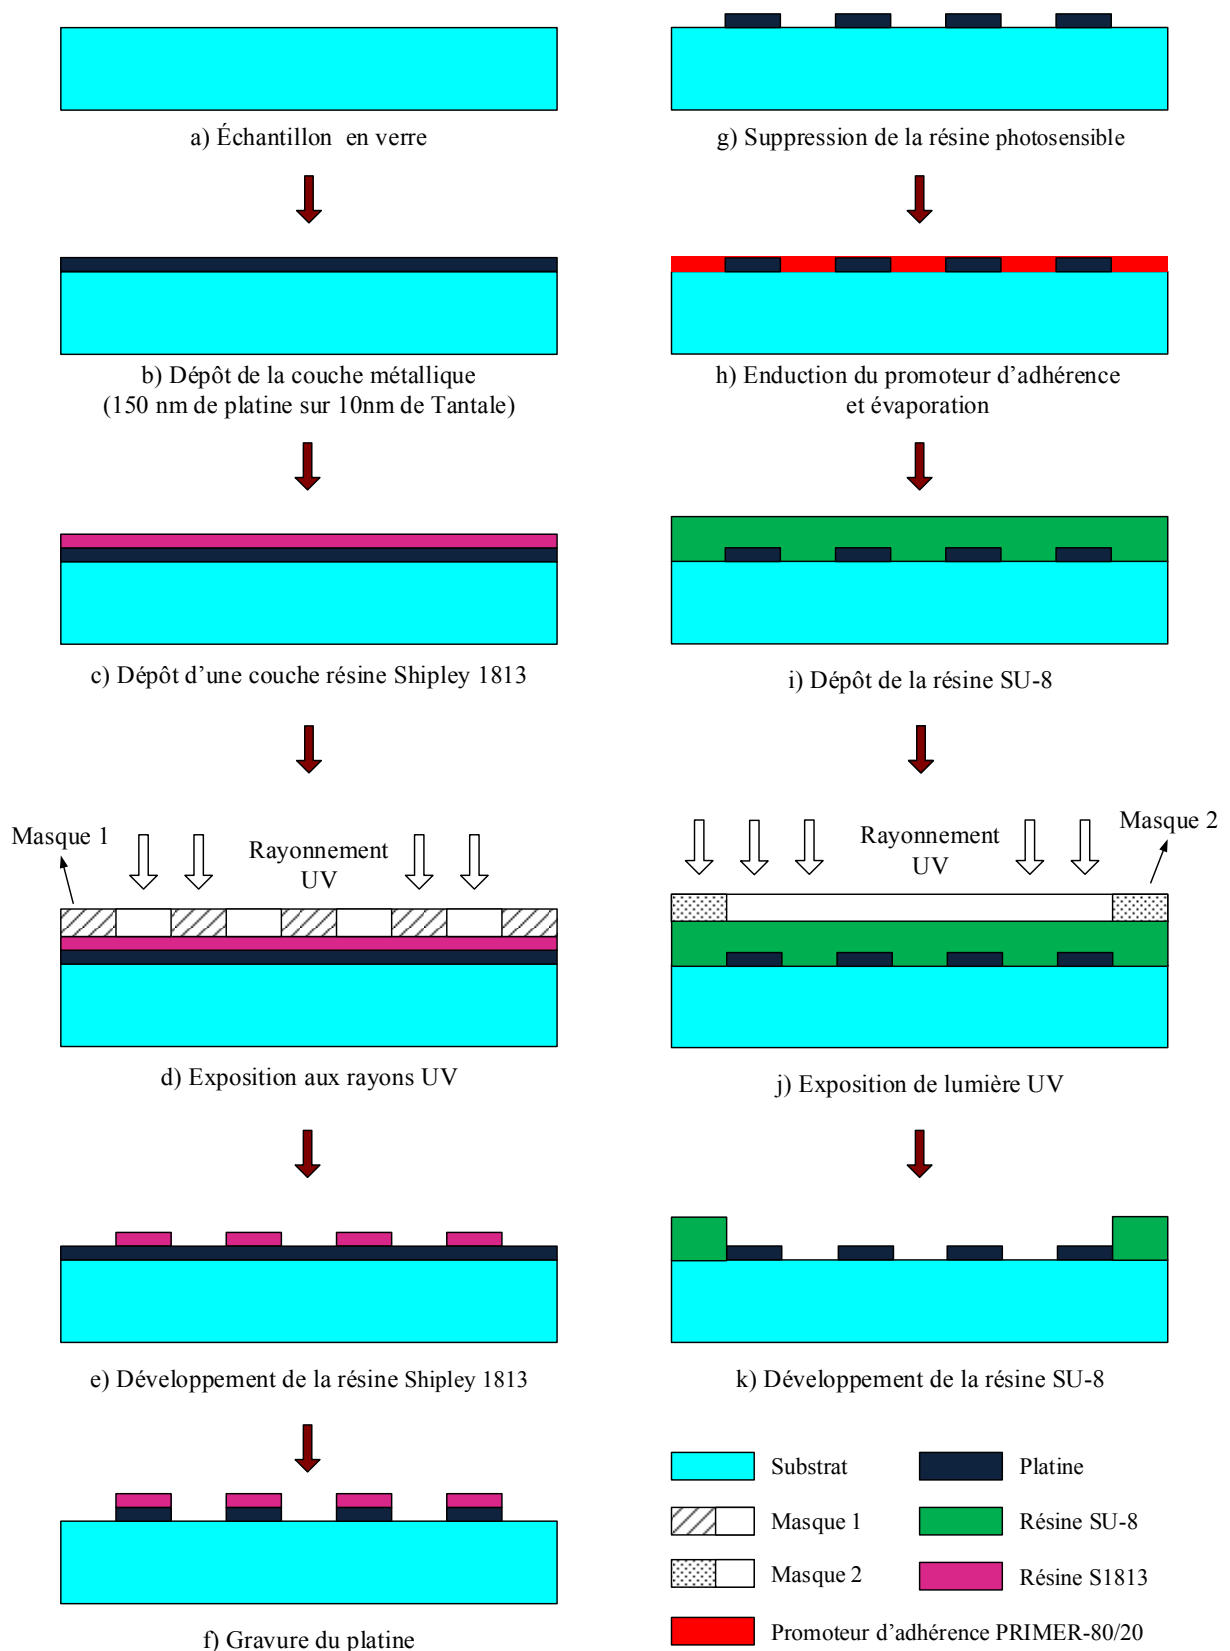 a) Échantillon en verre
b) Dépôt de la couche métallique
(150 nm de platine sur 10nm de Tantale)
c) Dépôt d'une couche résine Shipley 1813
Masque 1
Rayonnement
UV
d) Exposition aux rayons UV
e) Développement de la résine Shipley 1813
f) Gravure du platine
g) Suppression de la résine photosensible
h) Enduction du promoteur d'adhérence
et évaporation
i) Dépôt de la résine SU-8
Rayonnement
UV
Masque 2
j) Exposition de lumière UV
k) Développement de la résine SU-8
Substrat
Platine
Masque 1
Résine SU-8
Masque 2
Résine S1813
Promoteur d'adhérence PRIMER-80/20